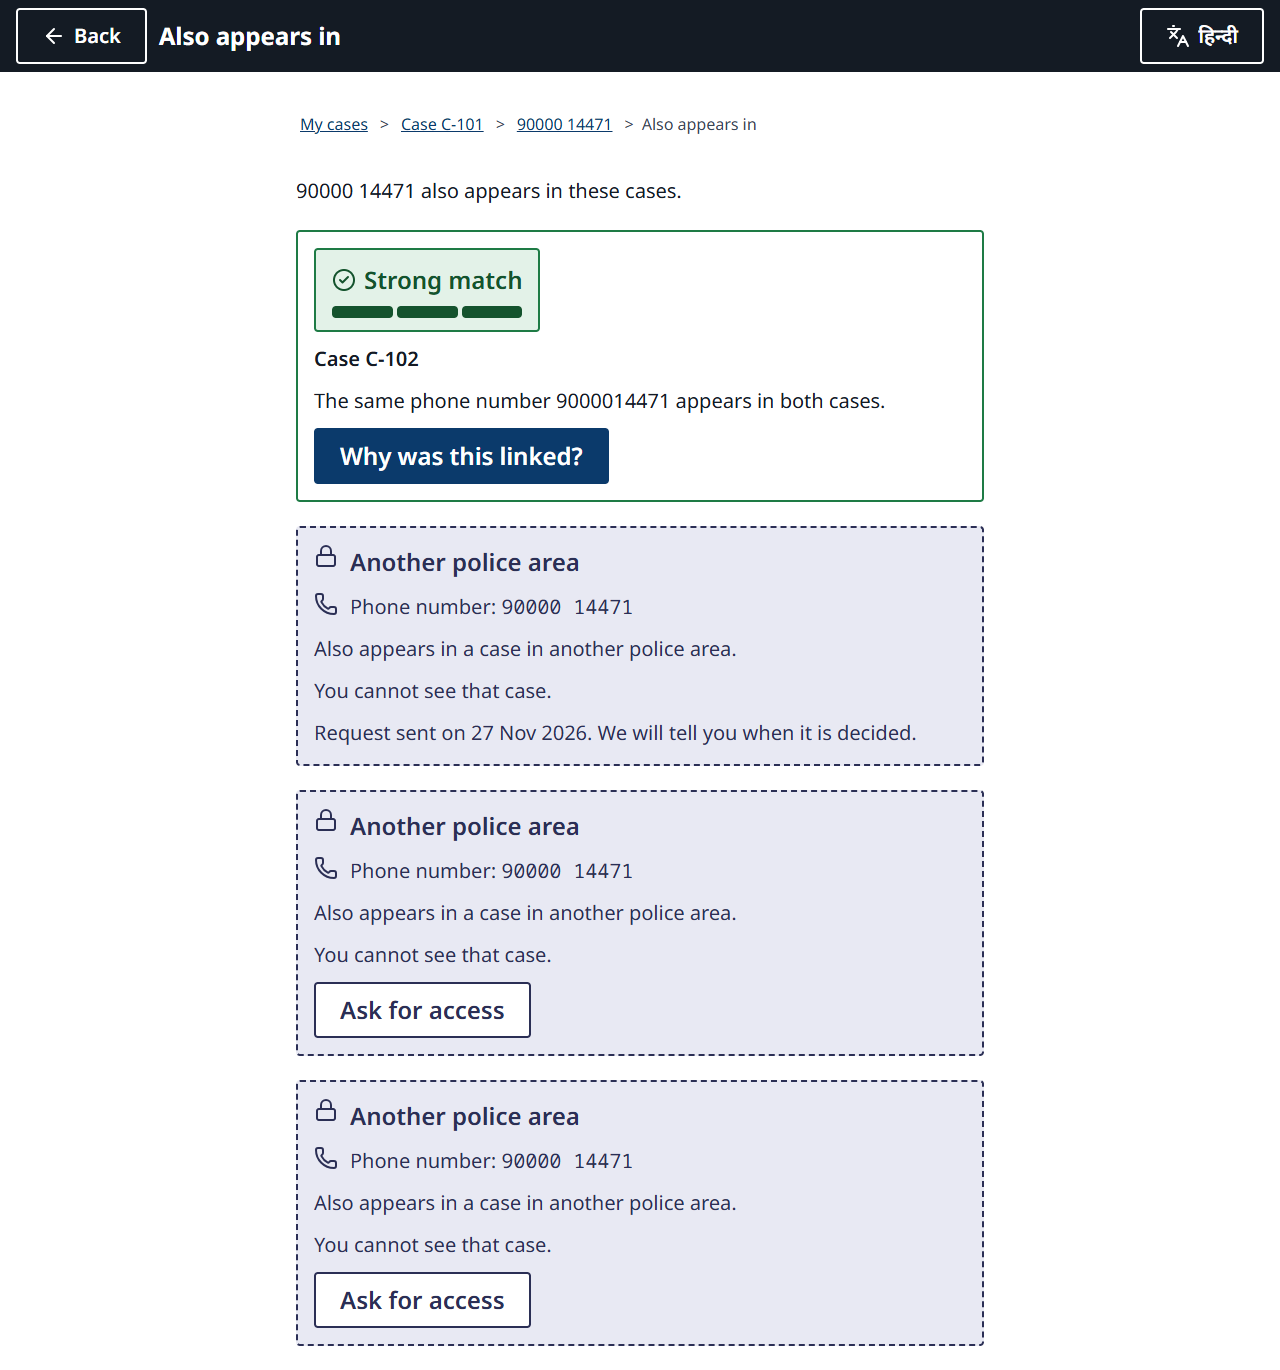 Back
Also appears in
हिन्दी
My cases > Case C-101 > 90000 14471 > Also appears in
90000 14471 also appears in these cases.
Strong match
Case C-102
The same phone number 9000014471 appears in both cases.
Why was this linked?
Another police area
Phone number: 90000 14471
Also appears in a case in another police area.
You cannot see that case.
Request sent on 27 Nov 2026. We will tell you when it is decided.
Another police area
Phone number: 90000 14471
Also appears in a case in another police area.
You cannot see that case.
Ask for access
Another police area
Phone number: 90000 14471
Also appears in a case in another police area.
You cannot see that case.
Ask for access